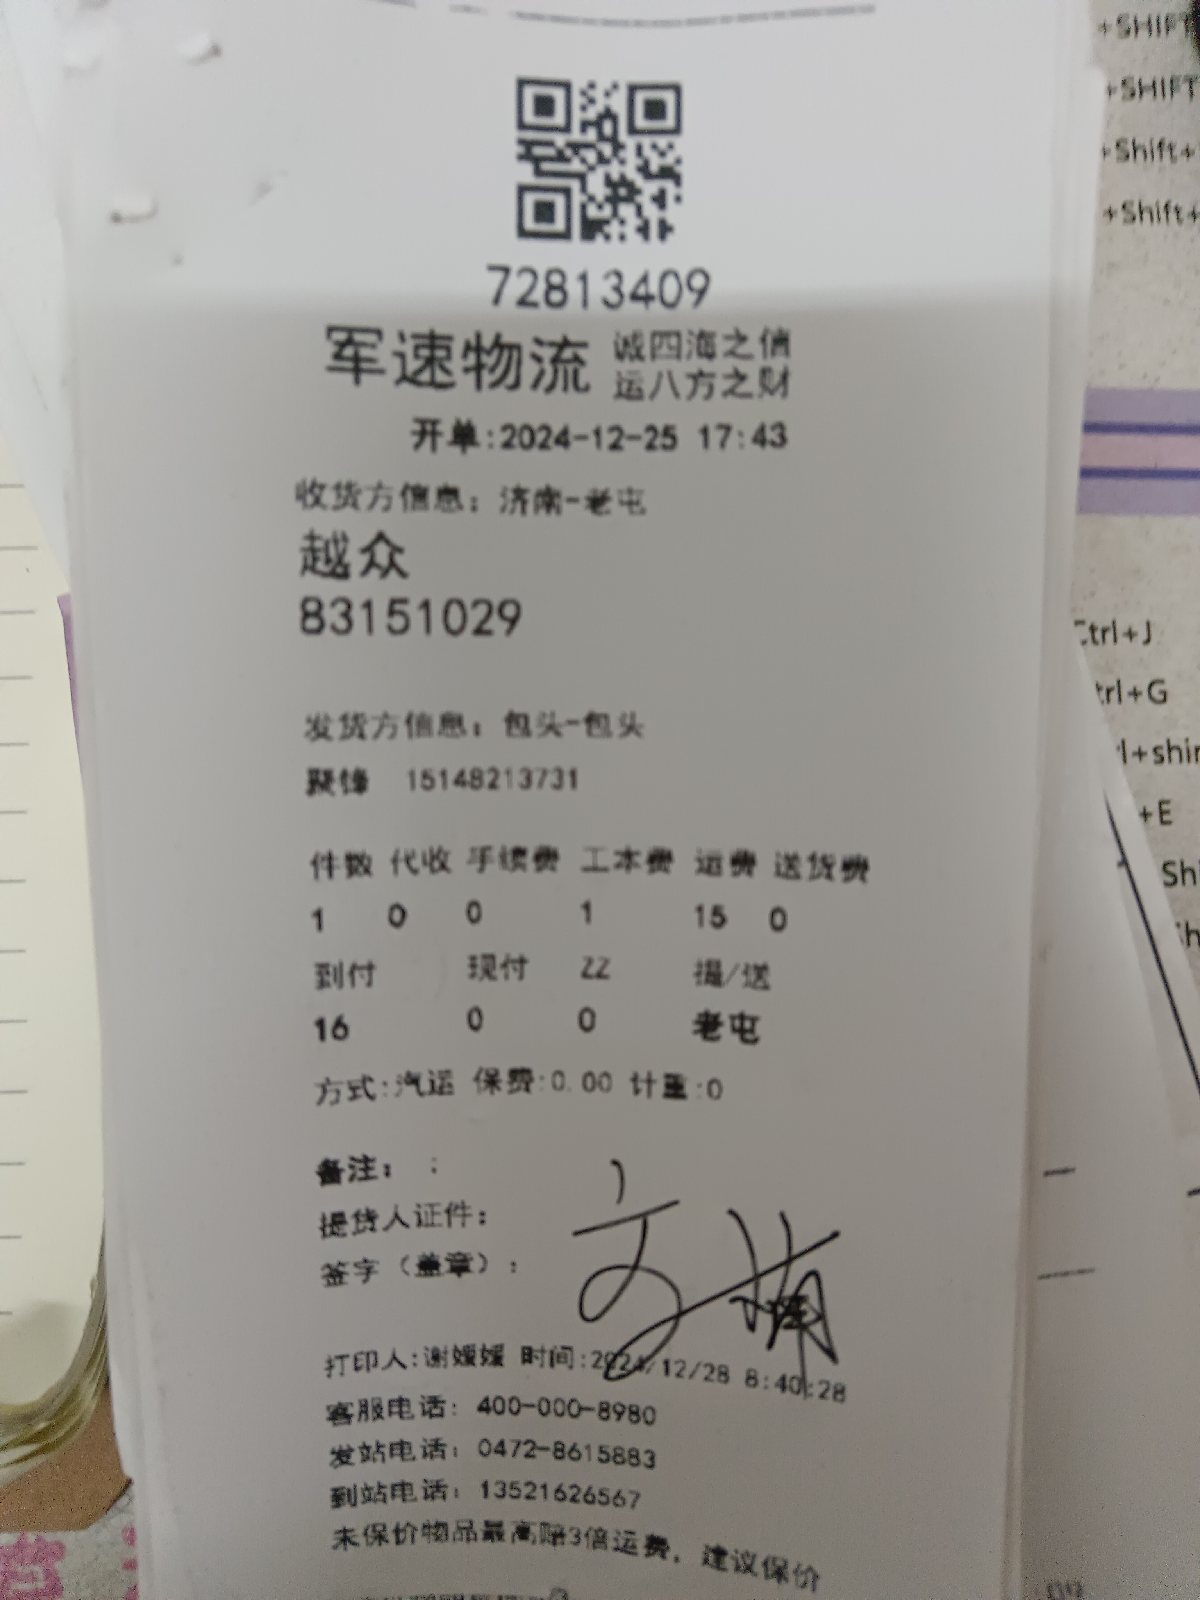 72813409
军速物流 诚四海之信
运八方之财
开单:2024-12-25 17:43
收货方信息: 济南-老屯
越众
83151029
发货方信息: 包头-包头
聚锋 15148213731
件数 代收 手续费 工本费 运费 送货费
1 0 0 1 15 0
到付 现付 ZZ 提/送
16 0 0 老屯
方式:汽运 保费:0.00 计重:0
备注: :
提货人证件:
签字（盖章）:
打印人:谢媛媛 时间:2024/12/28 8:40:28
客服电话: 400-000-8980
发站电话: 0472-8615883
到站电话: 13521626567
未保价物品最高赔3倍运费, 建议保价
+SHIFT
+SHIFT
+Shift+
+Shift+
Ctrl+J
trl+G
+E